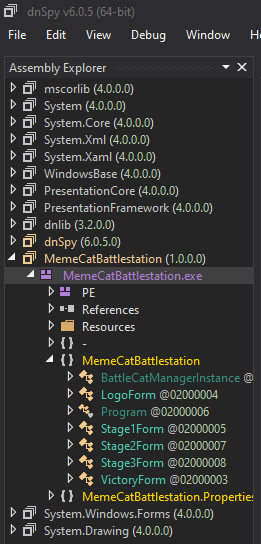 dnSpy v6.0.5 (64-bit)
File Edit View Debug Window
Assembly Explorer
mscorlib (4.0.0.0)
System (4.0.0.0)
System.Core (4.0.0.0)
System.Xml (4.0.0.0)
System.Xaml (4.0.0.0)
WindowsBase (4.0.0.0)
PresentationCore (4.0.0.0)
PresentationFramework (4.0.0.0)
dnlib (3.2.0.0)
dnSpy (6.0.5.0)
MemeCatBattlestation (1.0.0.0)
MemeCatBattlestation.exe
PE
References
Resources
{ } -
{ } MemeCatBattlestation
BattleCatManagerInstance @
LogoForm @02000004
Program @02000006
Stage1Form @02000005
Stage2Form @02000007
Stage3Form @02000008
VictoryForm @02000003
{ } MemeCatBattlestation.Properties
System.Windows.Forms (4.0.0.0)
System.Drawing (4.0.0.0)